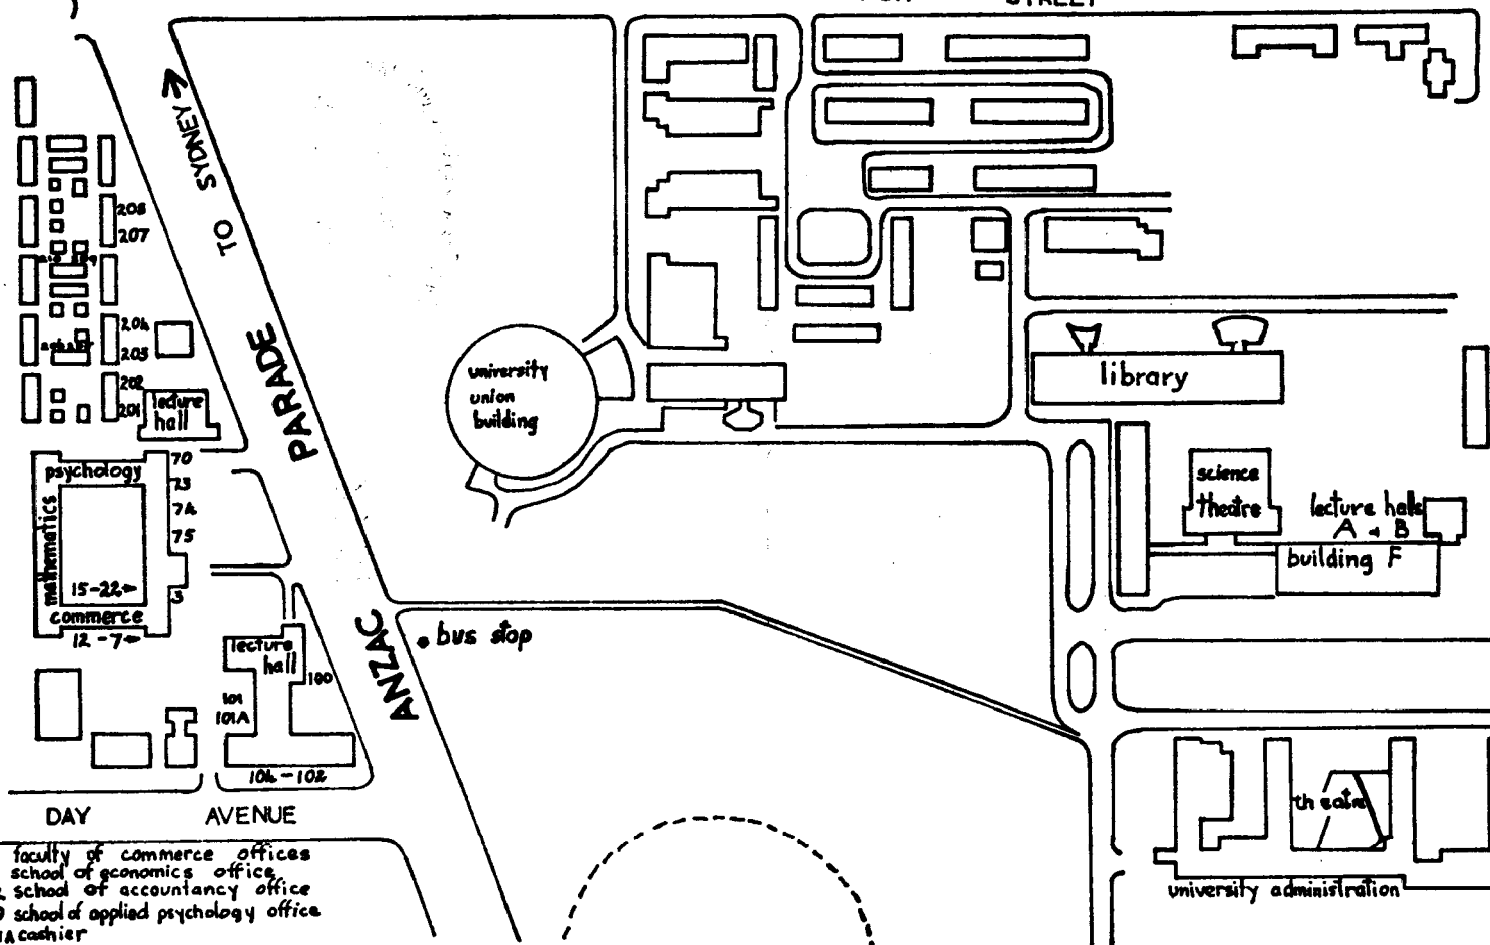 STREET
TO SYDNEY
208
207
204
203
202
201
lecture
hall
PARADE
university
union
building
library
psychology
mathematics
70
73
74
75
15-22
3
commerce
12 - 7
science
theatre
lecture halls
A & B
building F
ANZAC
bus stop
lecture
hall
100
101
101A
104 - 102
DAY AVENUE
theatre
university administration
faculty of commerce offices
school of economics office
school of accountancy office
school of applied psychology office
cashier